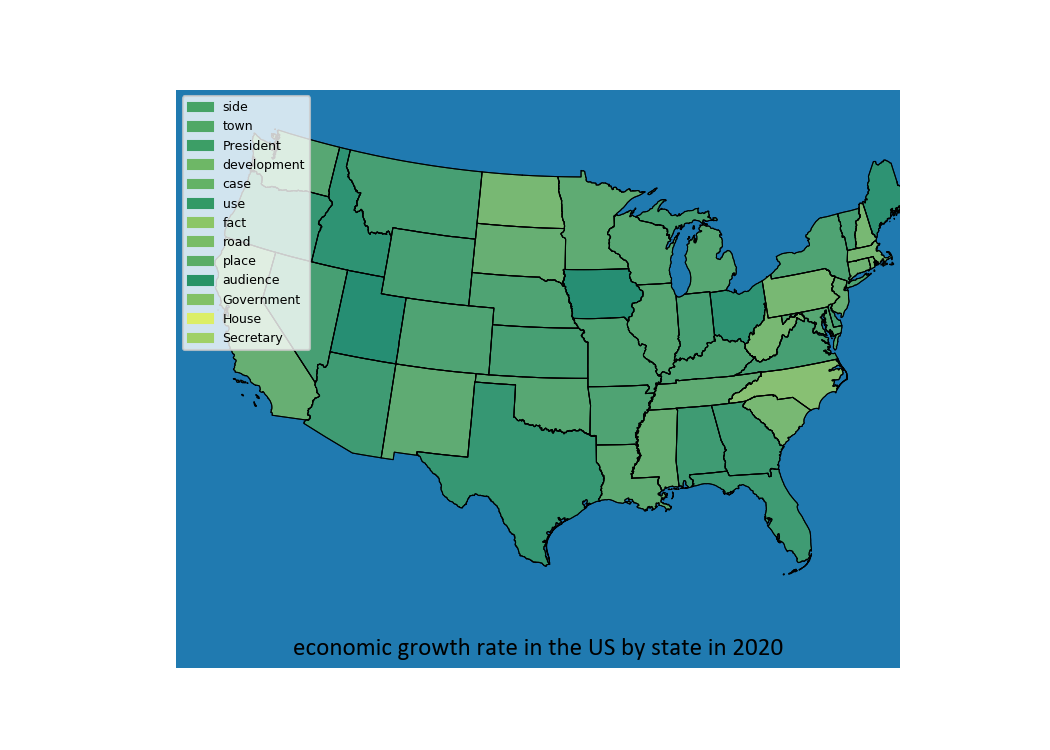 side
town
President
development
case
use
fact
road
place
audience
Government
House
Secretary
economic growth rate in the US by state in 2020